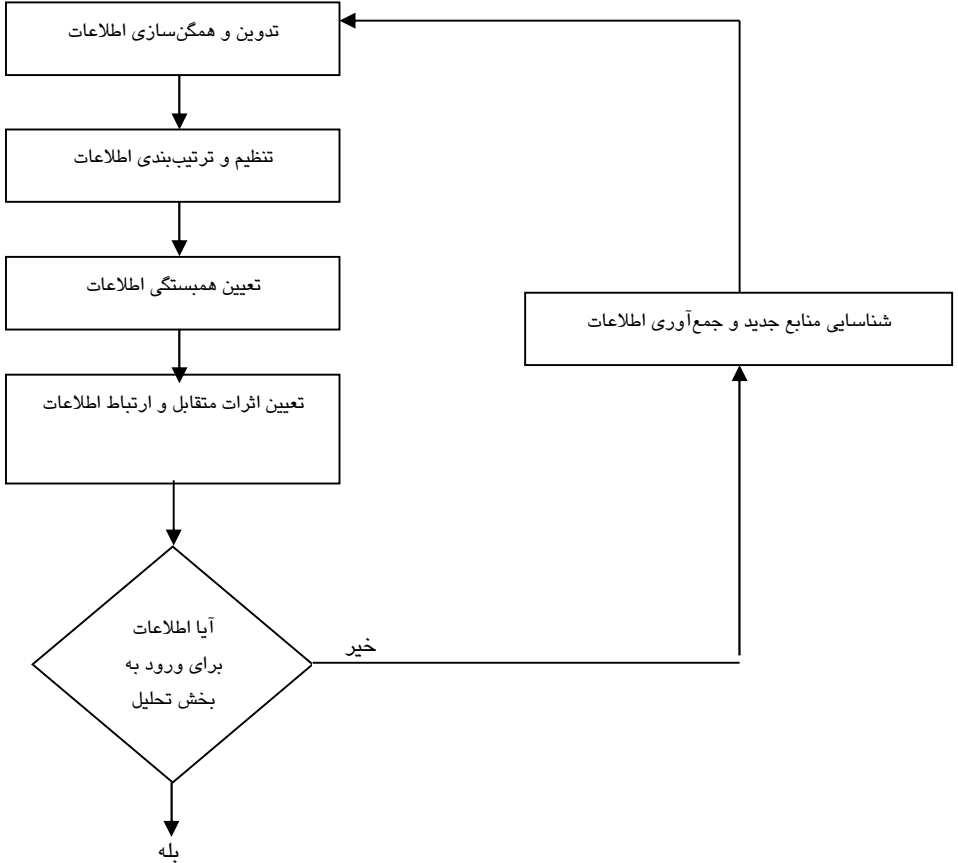 تدوین و همگن‌سازی اطلاعات
تنظیم و ترتیب‌بندی اطلاعات
تعیین همبستگی اطلاعات
شناسایی منابع جدید و جمع‌آوری اطلاعات
تعیین اثرات متقابل و ارتباط اطلاعات
آیا اطلاعات
برای ورود به
بخش تحلیل
خیر
بله